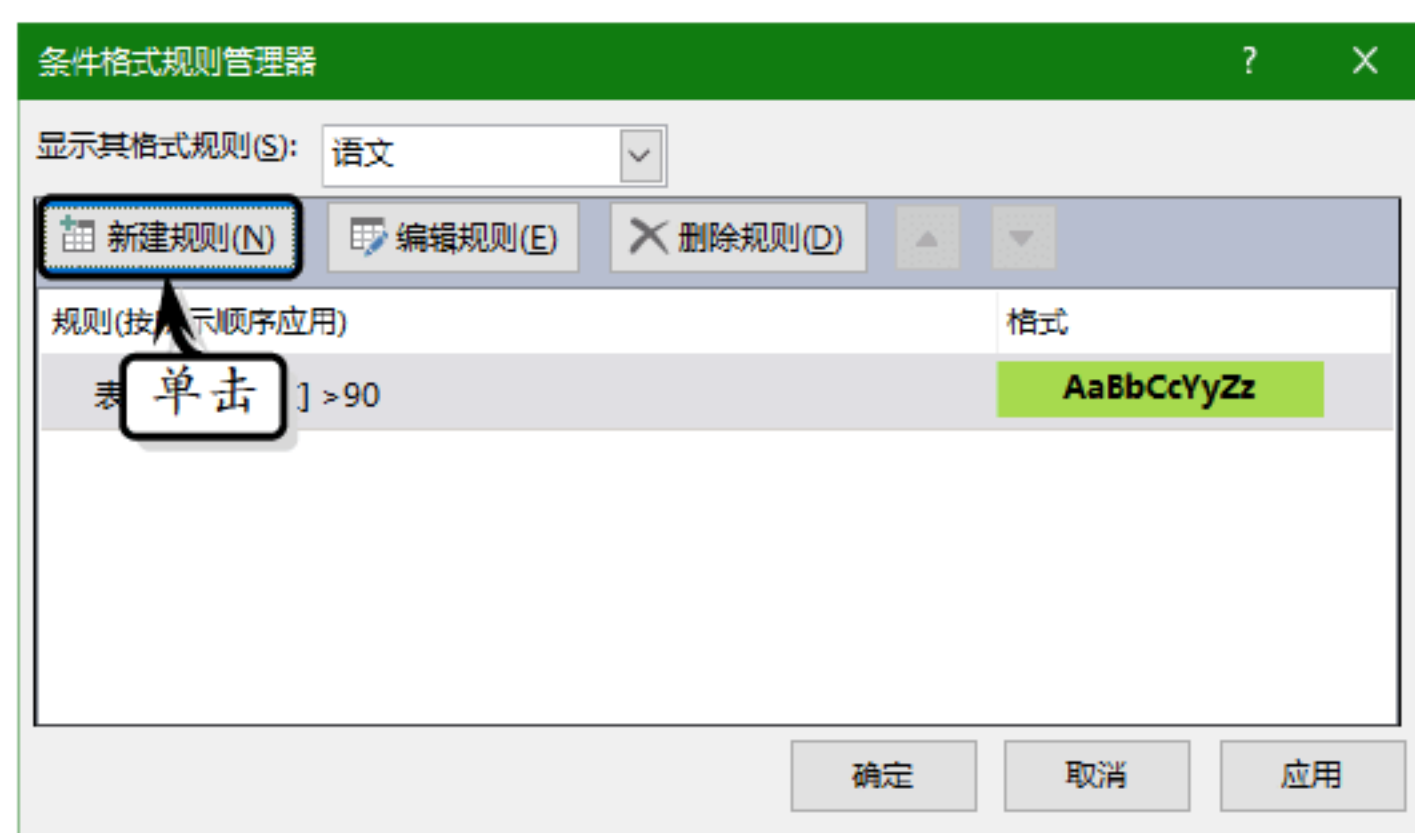 条件格式规则管理器 ? ×
显示其格式规则(S): 语文
新建规则(N) 编辑规则(E) 删除规则(D)
规则(按 示顺序应用) 格式
表 ] >90 AaBbCcYyZz
单击
确定 取消 应用